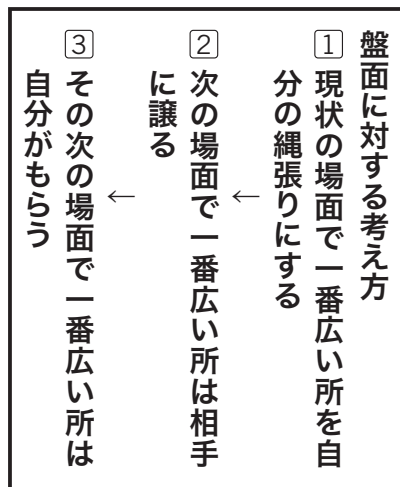 盤面に対する考え方
1 現状の場面で一番広い所を自
分の縄張りにする
←
2 次の場面で一番広い所は相手
に譲る
←
3 その次の場面で一番広い所は
自分がもらう